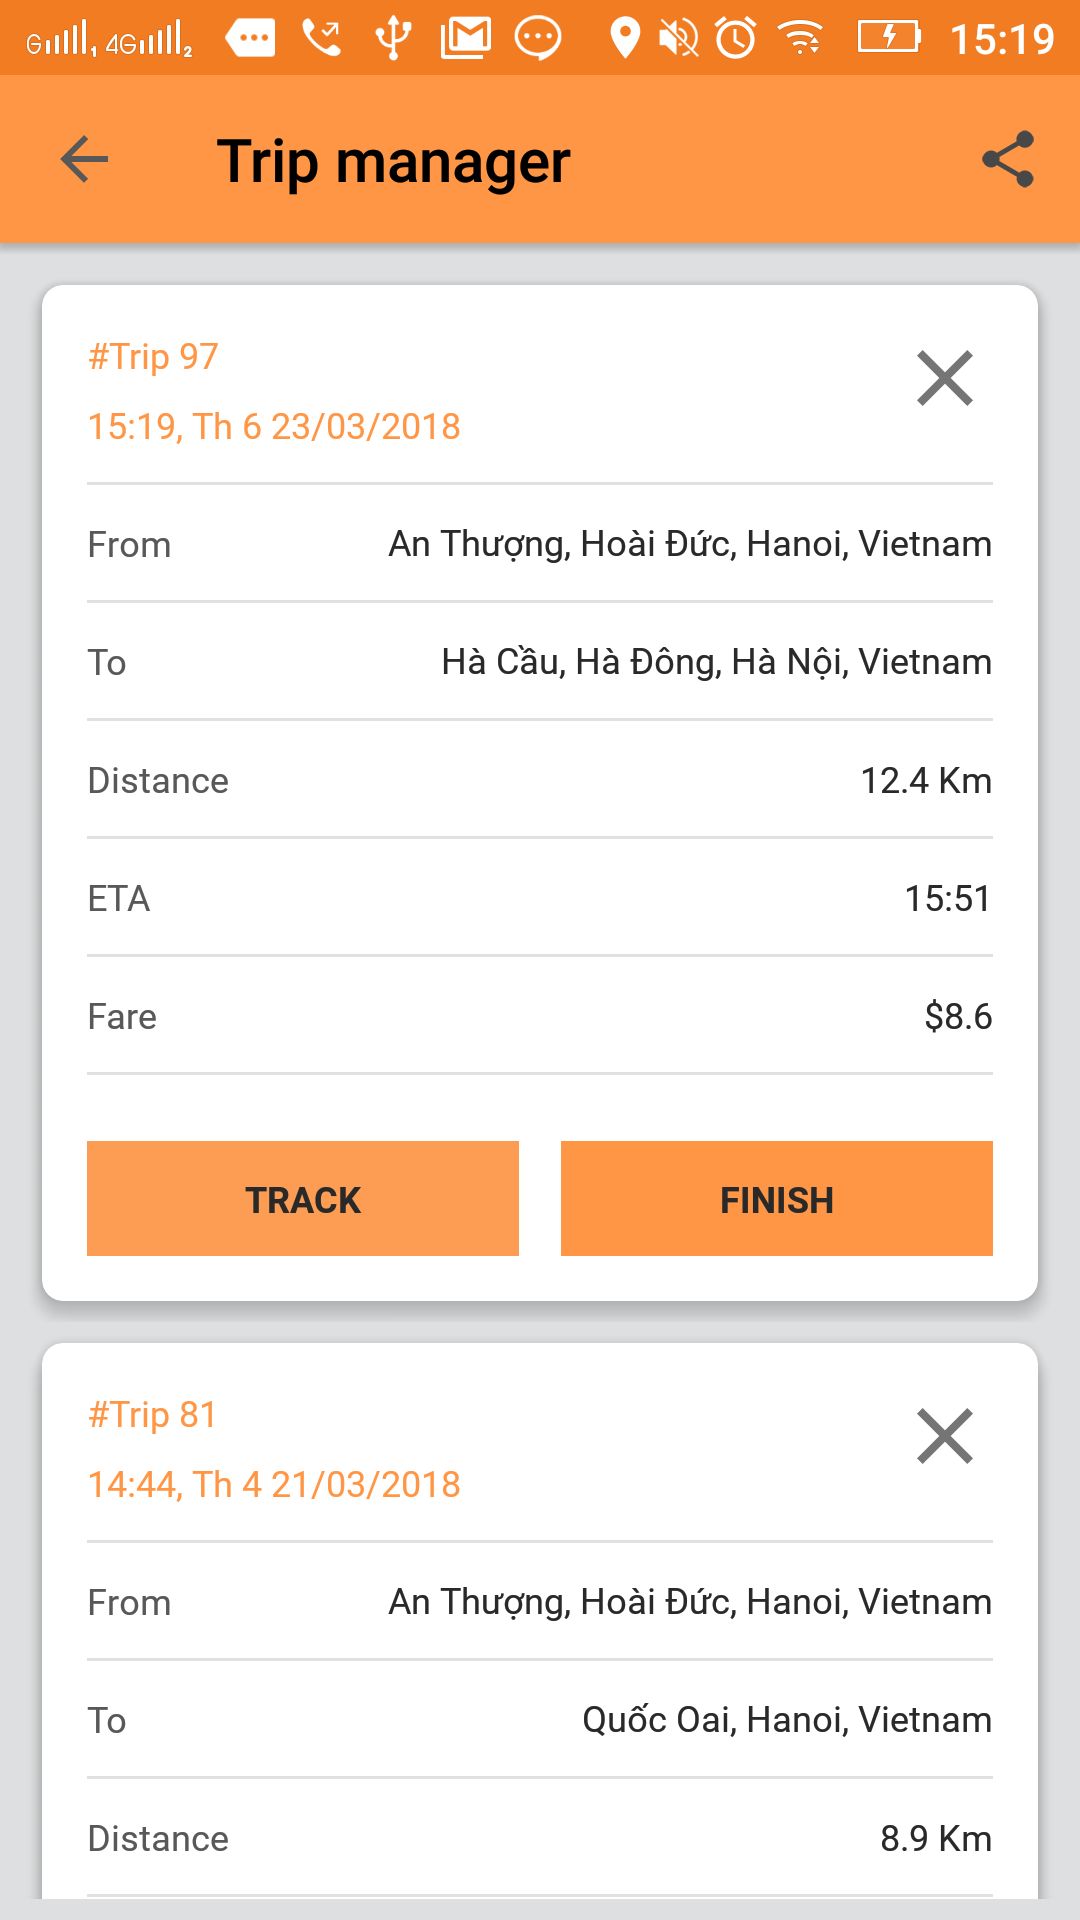 G 1 4G 2 15:19
Trip manager
#Trip 97
15:19, Th 6 23/03/2018
From An Thượng, Hoài Đức, Hanoi, Vietnam
To Hà Cầu, Hà Đông, Hà Nội, Vietnam
Distance 12.4 Km
ETA 15:51
Fare $8.6
TRACK FINISH
#Trip 81
14:44, Th 4 21/03/2018
From An Thượng, Hoài Đức, Hanoi, Vietnam
To Quốc Oai, Hanoi, Vietnam
Distance 8.9 Km